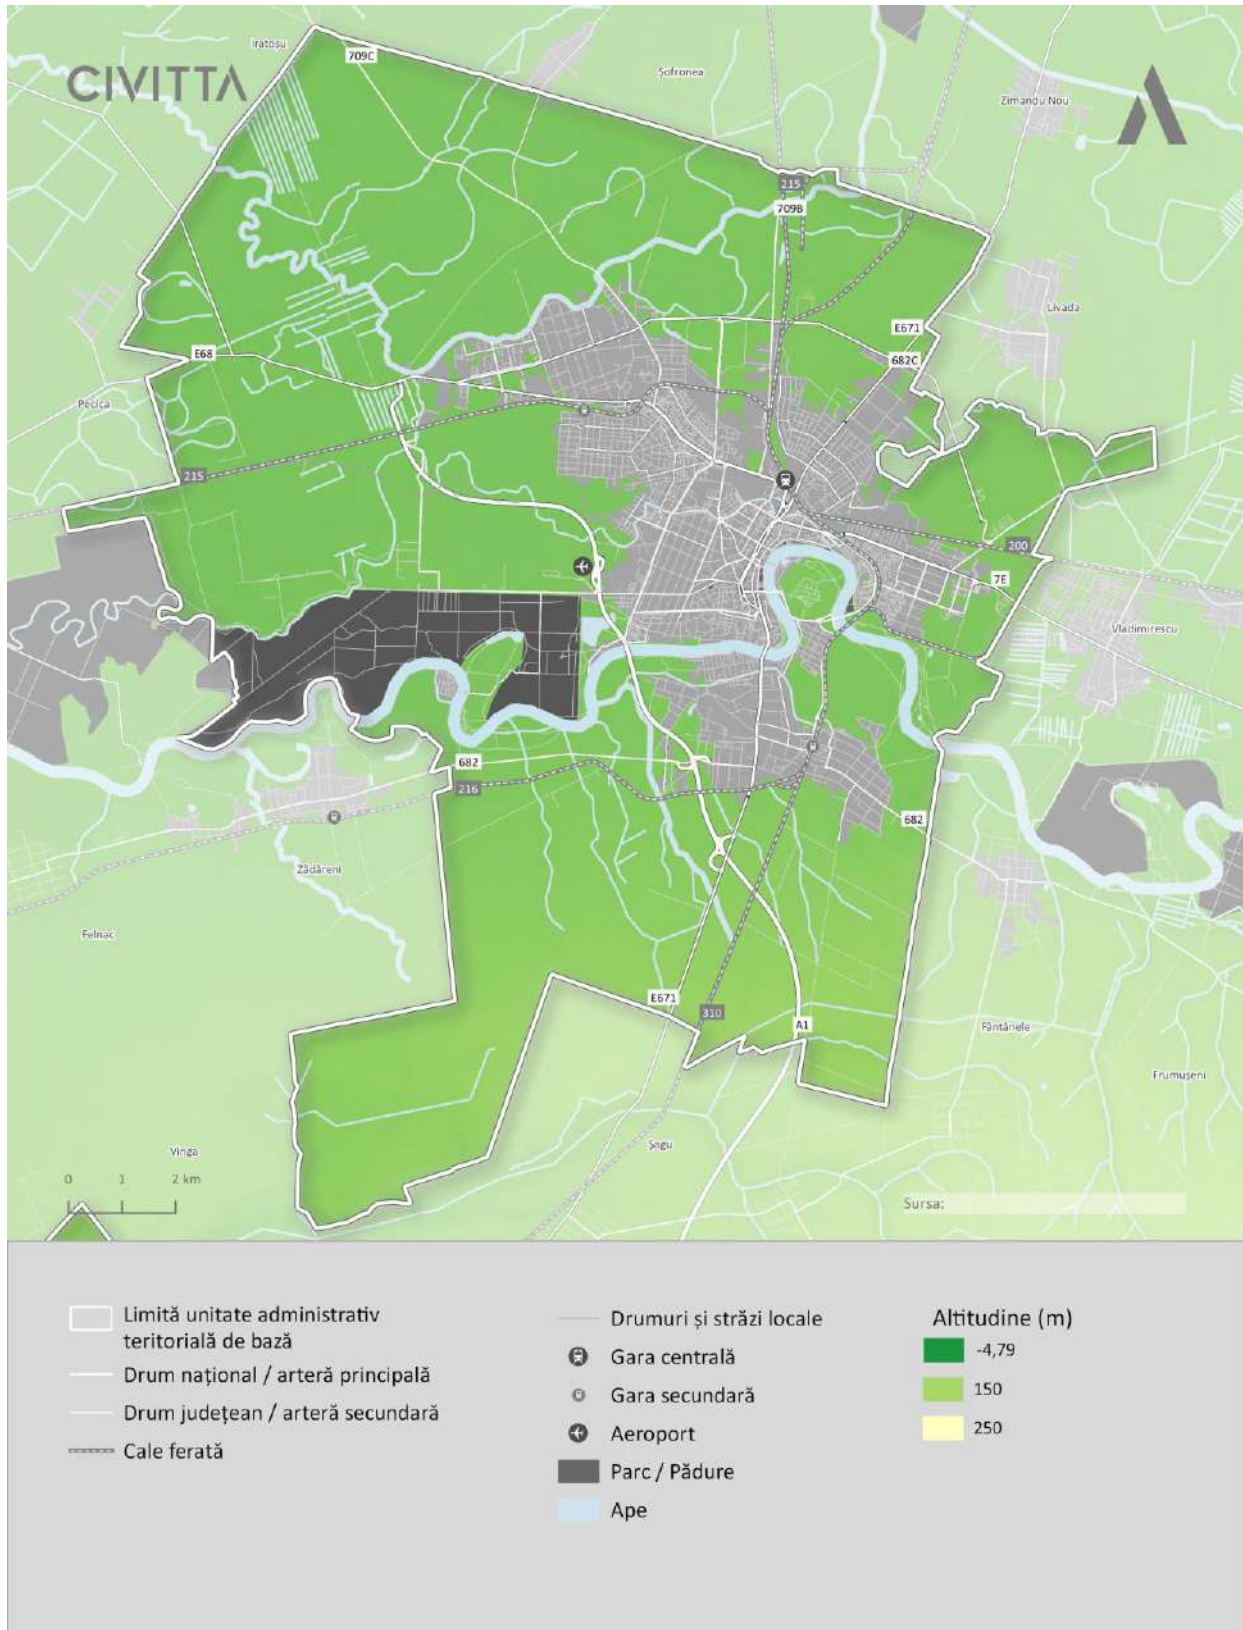 Iratoșu
709C
CIVITTA
Șofronea
Zimandu Nou
215
709B
Livada
E671
682C
E68
Pecica
215
200
7E
Vladimirescu
682
216
682
Zădăreni
Felnac
E671
310
A1
Fântânele
Frumușeni
Vinga
Șagu
0 1 2 km
Sursa:
Limită unitate administrativ
teritorială de bază
Drum național / arteră principală
Drum județean / arteră secundară
Cale ferată
Drumuri și străzi locale
Gara centrală
Gara secundară
Aeroport
Parc / Pădure
Ape
Altitudine (m)
-4,79
150
250